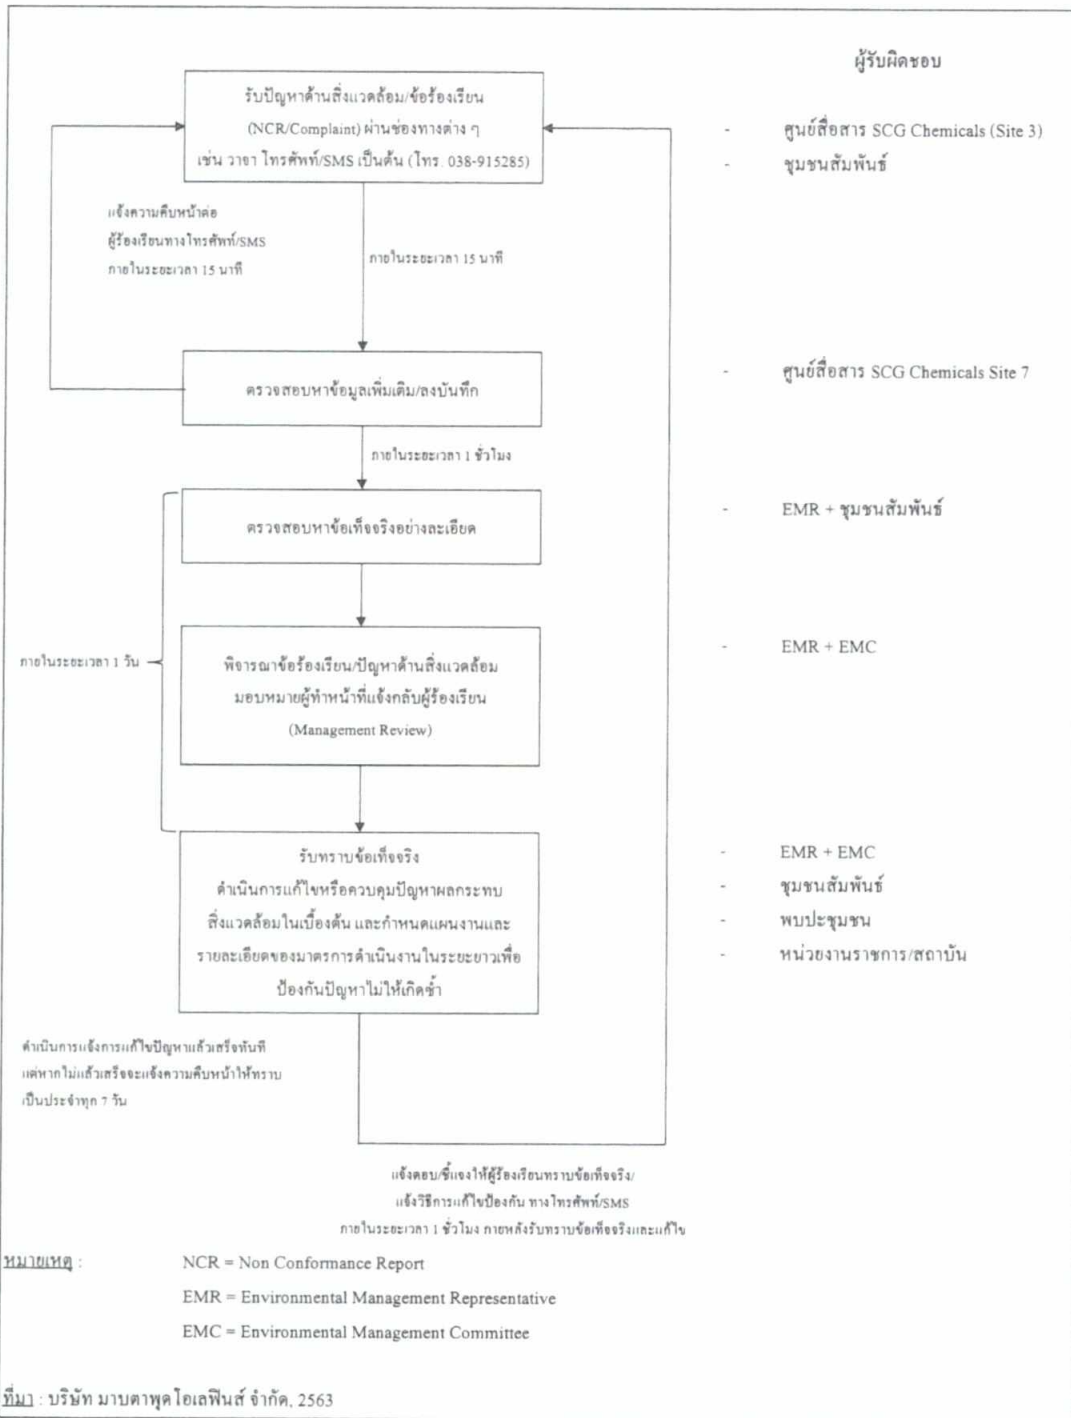 ผู้รับผิดชอบ
รับปัญหาด้านสิ่งแวดล้อม/ข้อร้องเรียน
(NCR/Complaint) ผ่านช่องทางต่าง ๆ
เช่น วาจา โทรศัพท์/SMS เป็นต้น (โทร. 038-915285)
- ศูนย์สื่อสาร SCG Chemicals (Site 3)
- ชุมชนสัมพันธ์
แจ้งความคืบหน้าต่อ
ผู้ร้องเรียนทางโทรศัพท์/SMS
ภายในระยะเวลา 15 นาที
ภายในระยะเวลา 15 นาที
ตรวจสอบหาข้อมูลเพิ่มเติม/ลงบันทึก
- ศูนย์สื่อสาร SCG Chemicals Site 7
ภายในระยะเวลา 1 ชั่วโมง
ตรวจสอบหาข้อเท็จจริงอย่างละเอียด
- EMR + ชุมชนสัมพันธ์
ภายในระยะเวลา 1 วัน
พิจารณาข้อร้องเรียน/ปัญหาด้านสิ่งแวดล้อม
มอบหมายผู้ทำหน้าที่แจ้งกลับผู้ร้องเรียน
(Management Review)
- EMR + EMC
รับทราบข้อเท็จจริง
ดำเนินการแก้ไขหรือควบคุมปัญหาผลกระทบ
สิ่งแวดล้อมในเบื้องต้น และกำหนดแผนงานและ
รายละเอียดของมาตรการดำเนินงานในระยะยาวเพื่อ
ป้องกันปัญหาไม่ให้เกิดซ้ำ
- EMR + EMC
- ชุมชนสัมพันธ์
- พบปะชุมชน
- หน่วยงานราชการ/สถาบัน
ดำเนินการแจ้งการแก้ไขปัญหาแล้วเสร็จทันที
แต่หากไม่แล้วเสร็จจะแจ้งความคืบหน้าให้ทราบ
เป็นประจำทุก 7 วัน
แจ้งตอบ/ชี้แจงให้ผู้ร้องเรียนทราบข้อเท็จจริง/
แจ้งวิธีการแก้ไขป้องกัน ทางโทรศัพท์/SMS
ภายในระยะเวลา 1 ชั่วโมง ภายหลังรับทราบข้อเท็จจริงและแก้ไข
หมายเหตุ : NCR = Non Conformance Report
EMR = Environmental Management Representative
EMC = Environmental Management Committee
ที่มา : บริษัท มาบตาพุด โอเลฟินส์ จำกัด, 2563